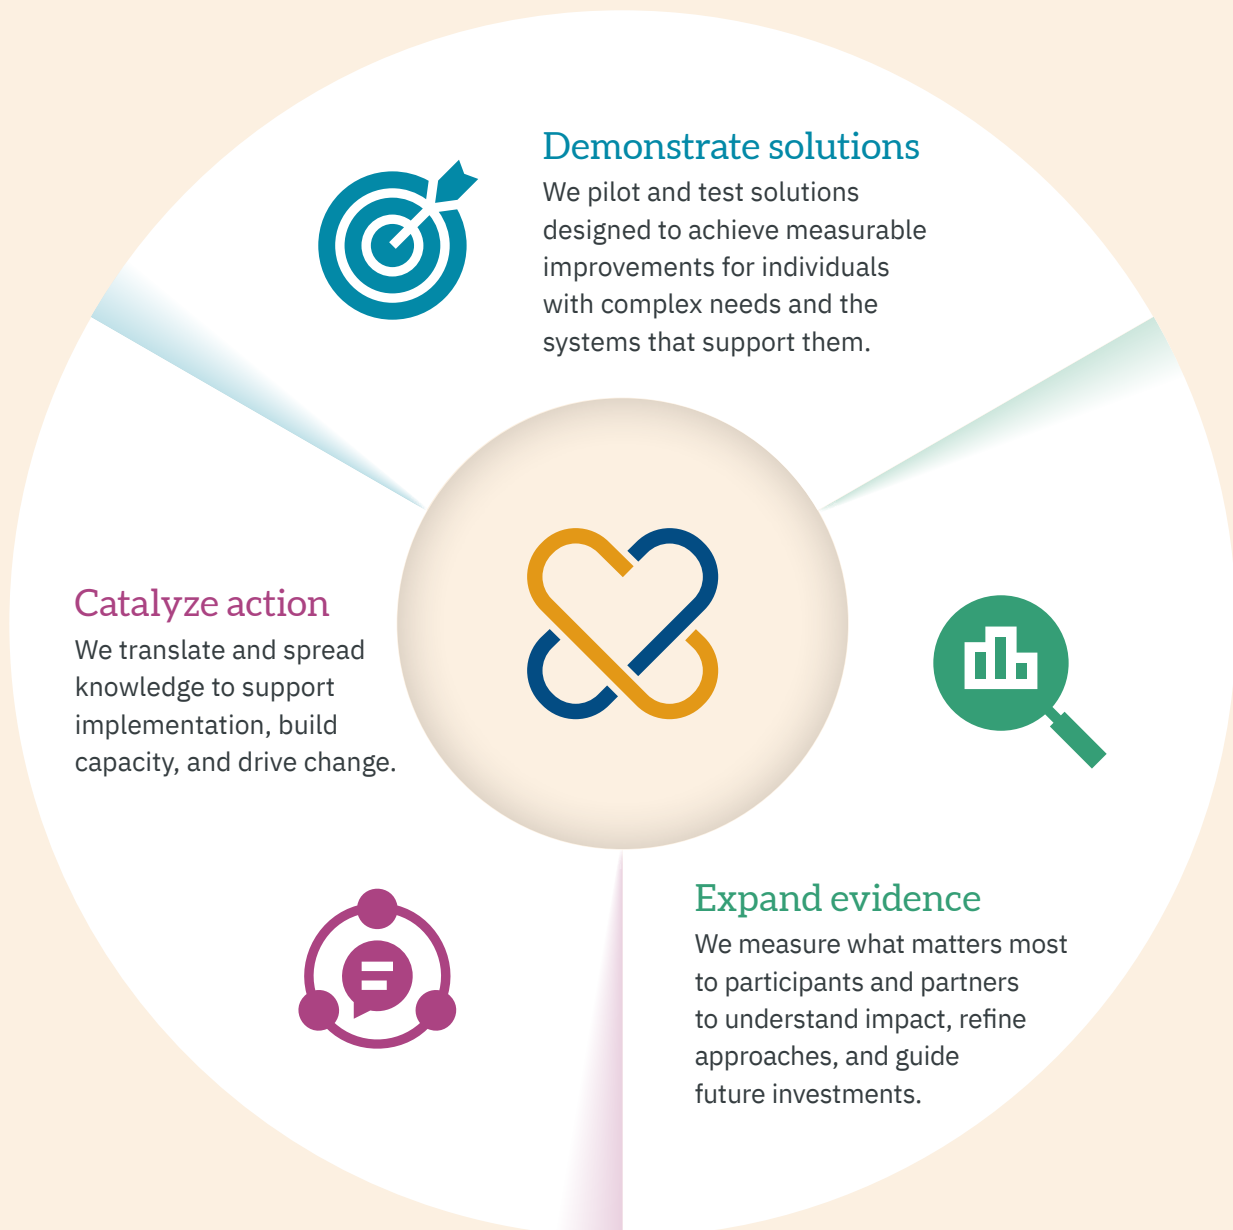 Demonstrate solutions
We pilot and test solutions
designed to achieve measurable
improvements for individuals
with complex needs and the
systems that support them.
Catalyze action
We translate and spread
knowledge to support
implementation, build
capacity, and drive change.
Expand evidence
We measure what matters most
to participants and partners
to understand impact, refine
approaches, and guide
future investments.